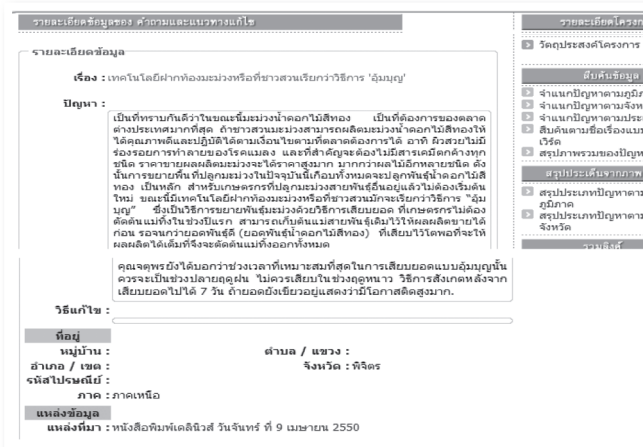 รายละเอียดข้อมูลของ คำถามและแนวทางแก้ไข
รายละเอียดข้อมูล
เรื่อง : เทคโนโลยีฝากท้องมะม่วงหรือที่ชาวสวนเรียกว่าวิธีการ 'อุ้มบุญ'
ปัญหา :
เป็นที่ทราบกันดีว่าในขณะนี้มะม่วงน้ำดอกไม้สีทอง เป็นที่ต้องการของตลาด
ต่างประเทศมากที่สุด ถ้าชาวสวนมะม่วงสามารถผลิตมะม่วงน้ำดอกไม้สีทองให้
ได้คุณภาพดีและปฏิบัติได้ตามเงื่อนไขตามที่ตลาดต้องการได้ อาทิ ผิวสวยไม่มี
ร่องรอยการทำลายของโรคแมลง และที่สำคัญจะต้องไม่มีสารเคมีตกค้างทุก
ชนิด ราคาขายผลผลิตมะม่วงจะได้ราคาสูงมาก มากกว่าผลไม้อีกหลายชนิด ดัง
นั้นการขยายพื้นที่ปลูกมะม่วงในปัจจุบันนี้เกือบทั้งหมดจะปลูกพันธุ์น้ำดอกไม้สี
ทอง เป็นหลัก สำหรับเกษตรกรที่ปลูกมะม่วงสายพันธุ์อื่นอยู่แล้วไม่ต้องเริ่มต้น
ใหม่ ขณะนี้มีเทคโนโลยีฝากท้องมะม่วงหรือที่ชาวสวนมักจะเรียกว่าวิธีการ "อุ้ม
บุญ" ซึ่งเป็นวิธีการขยายพันธุ์มะม่วงด้วยวิธีการเสียบยอด ที่เกษตรกรไม่ต้อง
ตัดต้นแม่ทิ้งในช่วงปีแรก สามารถเก็บต้นแม่สายพันธุ์เดิมไว้ให้ผลผลิตขายได้
ก่อน รอจนกว่ายอดพันธุ์ดี (ยอดพันธุ์น้ำดอกไม้สีทอง) ที่เสียบไว้โตพอที่จะให้
ผลผลิตได้เต็มที่จึงจะตัดต้นแม่ทิ้งออกทั้งหมด
คุณจตุพรยังได้บอกว่าช่วงเวลาที่เหมาะสมที่สุดในการเสียบยอดแบบอุ้มบุญนั้น
ควรจะเป็นช่วงปลายฤดูฝน ไม่ควรเสียบในช่วงฤดูหนาว วิธีการสังเกตหลังจาก
เสียบยอดไปได้ 7 วัน ถ้ายอดยังเขียวอยู่แสดงว่ามีโอกาสติดสูงมาก.
วิธีแก้ไข :
ที่อยู่
หมู่บ้าน : ตำบล / แขวง :
อำเภอ / เขต : จังหวัด : พิจิตร
รหัสไปรษณีย์ :
ภาค : ภาคเหนือ
แหล่งข้อมูล
แหล่งที่มา : หนังสือพิมพ์เดลินิวส์ วันจันทร์ ที่ 9 เมษายน 2550
รายละเอียดโครงก
วัตถุประสงค์โครงการ
สืบค้นข้อมูล
จำแนกปัญหาตามภูมิภ
จำแนกปัญหาตามจังห
จำแนกปัญหาตามประ
สืบค้นตามชื่อเรื่องแบ
เวิร์ด
สรุปภาพรวมของปัญห
สรุปประเด็นจากภาพ
สรุปประเภทปัญหาตาม
ภูมิภาค
สรุปประเภทปัญหาตาม
จังหวัด
รวมลิงค์